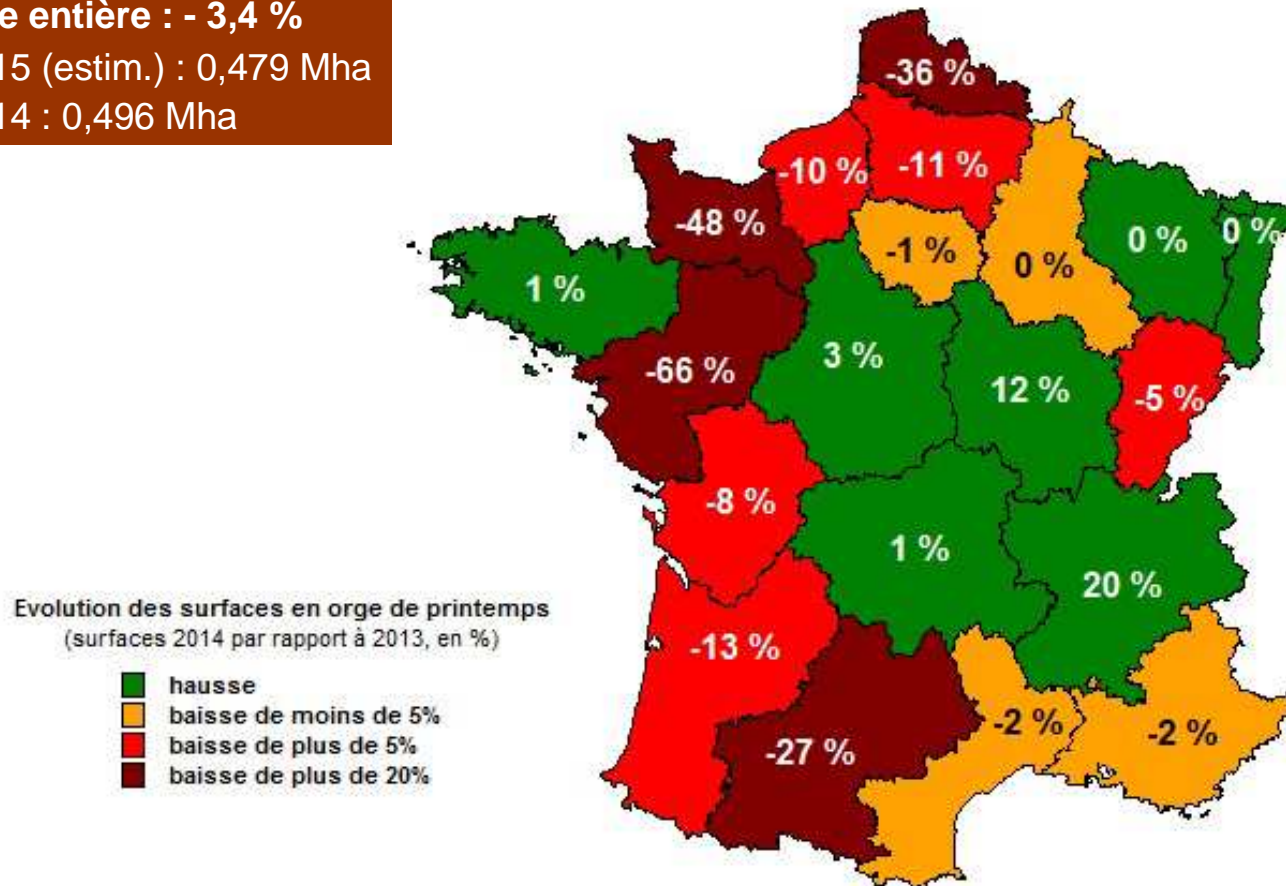 e entière : - 3,4 %
15 (estim.) : 0,479 Mha
14 : 0,496 Mha
-36 %
-10 %
-11 %
-48 %
-1 %
0 %
0 %
0 %
1 %
-66 %
3 %
12 %
-5 %
-8 %
1 %
20 %
-13 %
-27 %
-2 %
-2 %
Evolution des surfaces en orge de printemps
(surfaces 2014 par rapport à 2013, en %)
hausse
baisse de moins de 5%
baisse de plus de 5%
baisse de plus de 20%